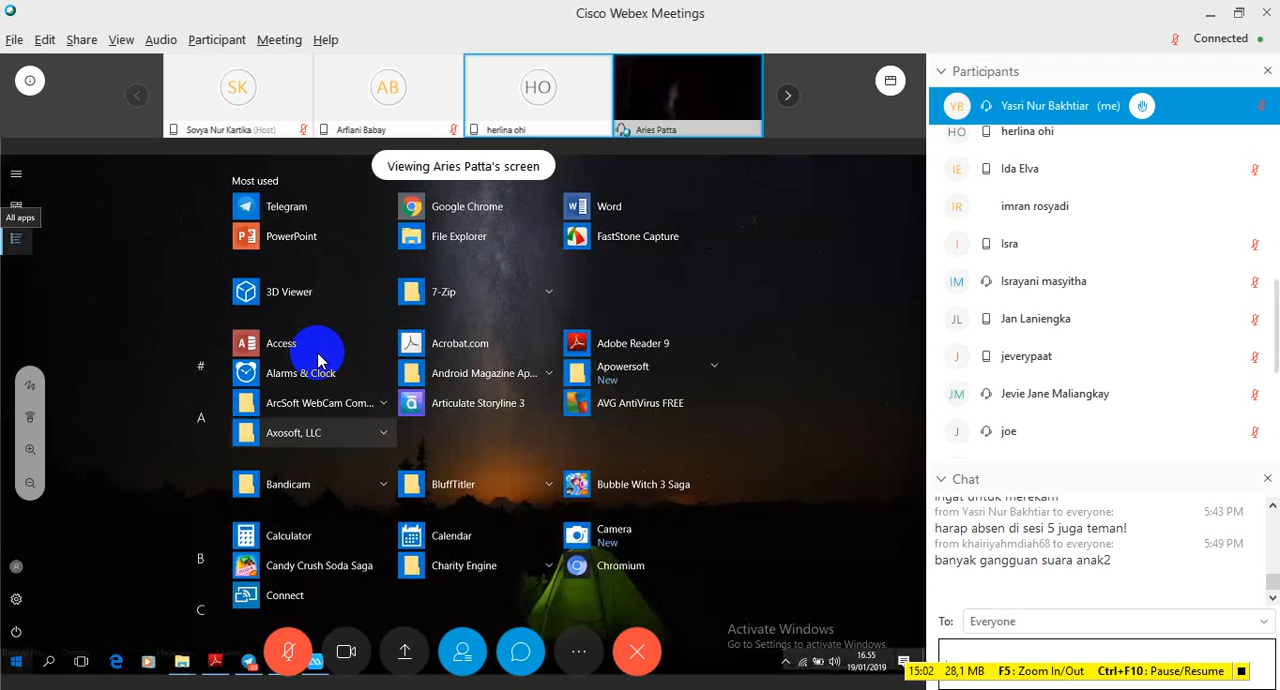 Cisco Webex Meetings
File Edit Share View Audio Participant Meeting Help
Connected
SK
AB
HO
Sovya Nur Kartika (Host)
Arfiani Babay
herlina ohi
Aries Patta
Viewing Aries Patta's screen
All apps
Most used
Telegram
Google Chrome
Word
PowerPoint
File Explorer
FastStone Capture
#
3D Viewer
7-Zip
A
Access
Acrobat.com
Adobe Reader 9
Alarms & Clock
Android Magazine Ap...
Apowersoft
New
ArcSoft WebCam Com...
Articulate Storyline 3
AVG AntiVirus FREE
Axosoft, LLC
B
Bandicam
BluffTitler
Bubble Witch 3 Saga
C
Calculator
Calendar
Camera
New
Candy Crush Soda Saga
Charity Engine
Chromium
Connect
Activate Windows
Go to Settings to activate Windows.
16.55
19/01/2019
Participants
YB Yasri Nur Bakhtiar (me)
HO herlina ohi
IE Ida Elva
IR imran rosyadi
I Isra
IM Israyani masyitha
JL Jan Laniengka
J jeverypaat
JM Jevie Jane Maliangkay
J joe
Chat
ingat untuk merekam
from Yasri Nur Bakhtiar to everyone: 5:43 PM
harap absen di sesi 5 juga teman!
from khairiyahmdiah68 to everyone: 5:49 PM
banyak gangguan suara anak2
To: Everyone
15:02 28,1 MB F5: Zoom In/Out Ctrl+F10: Pause/Resume